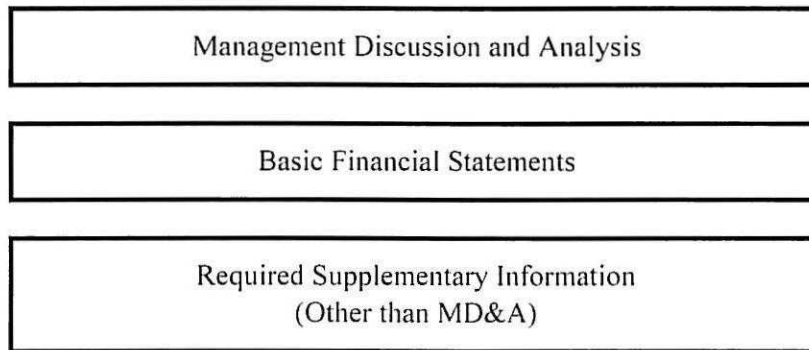 Management Discussion and Analysis
Basic Financial Statements
Required Supplementary Information
(Other than MD&A)